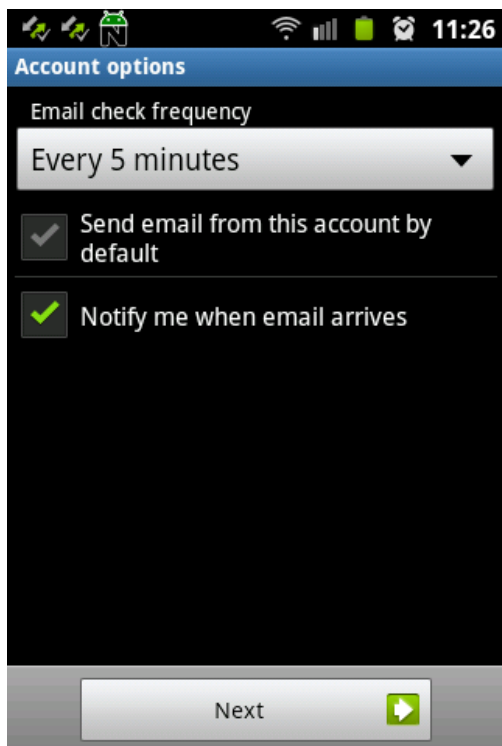 11:26
Account options
Email check frequency
Every 5 minutes
Send email from this account by
default
Notify me when email arrives
Next